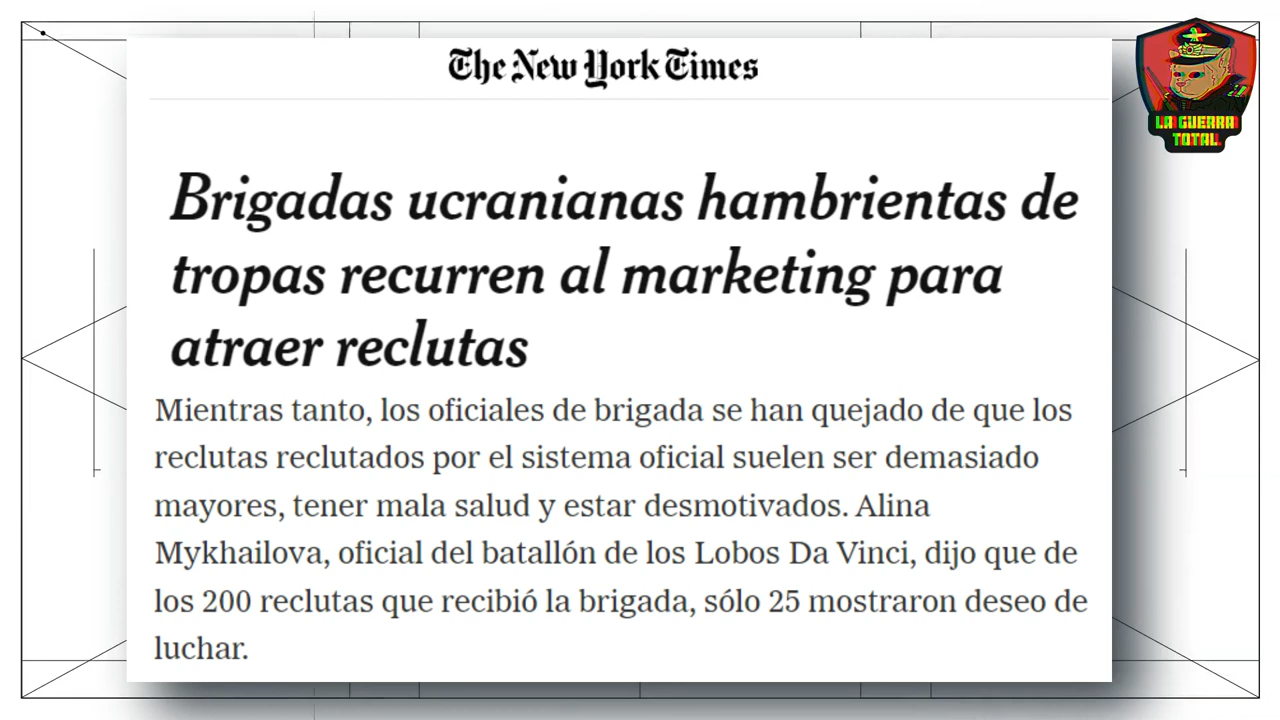 The New York Times
LA GUERRA
TOTAL
Brigadas ucranianas hambrientas de
tropas recurren al marketing para
atraer reclutas
Mientras tanto, los oficiales de brigada se han quejado de que los
reclutas reclutados por el sistema oficial suelen ser demasiado
mayores, tener mala salud y estar desmotivados. Alina
Mykhailova, oficial del batallón de los Lobos Da Vinci, dijo que de
los 200 reclutas que recibió la brigada, sólo 25 mostraron deseo de
luchar.